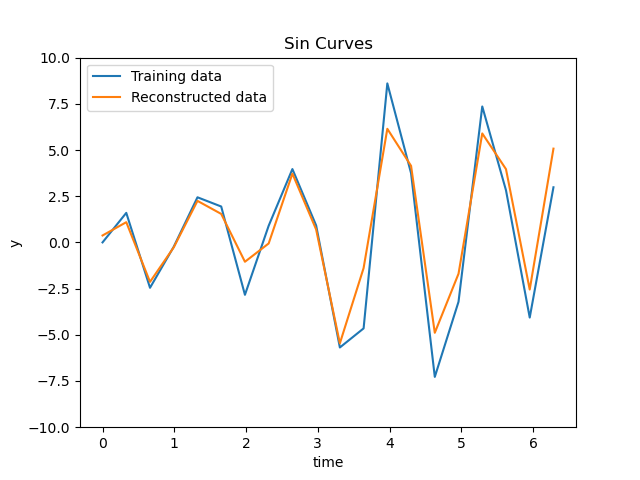 Sin Curves
Training data
Reconstructed data
10.0
7.5
5.0
2.5
0.0
−2.5
−5.0
−7.5
−10.0
y
0 1 2 3 4 5 6
time